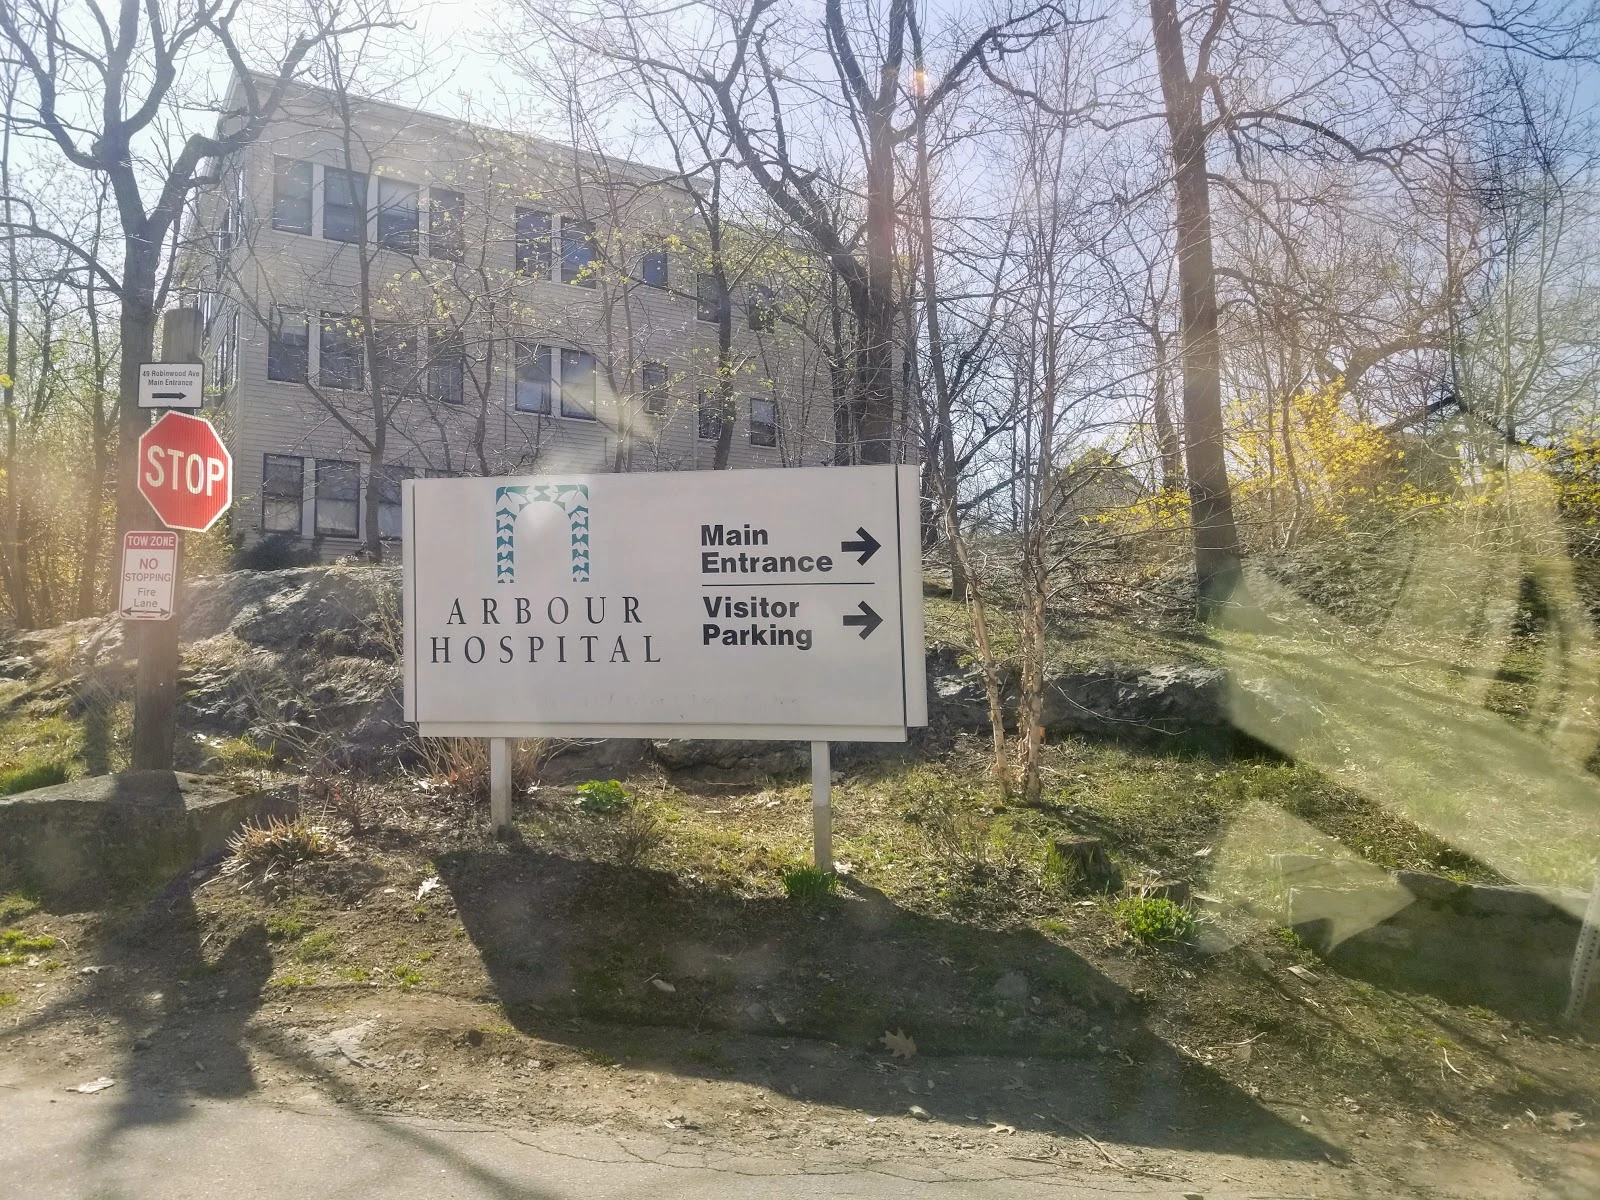 49 Robinwood Ave
Main Entrance
STOP
TOW ZONE
NO
STOPPING
Fire
Lane
ARBOUR
HOSPITAL
Main
Entrance
Visitor
Parking